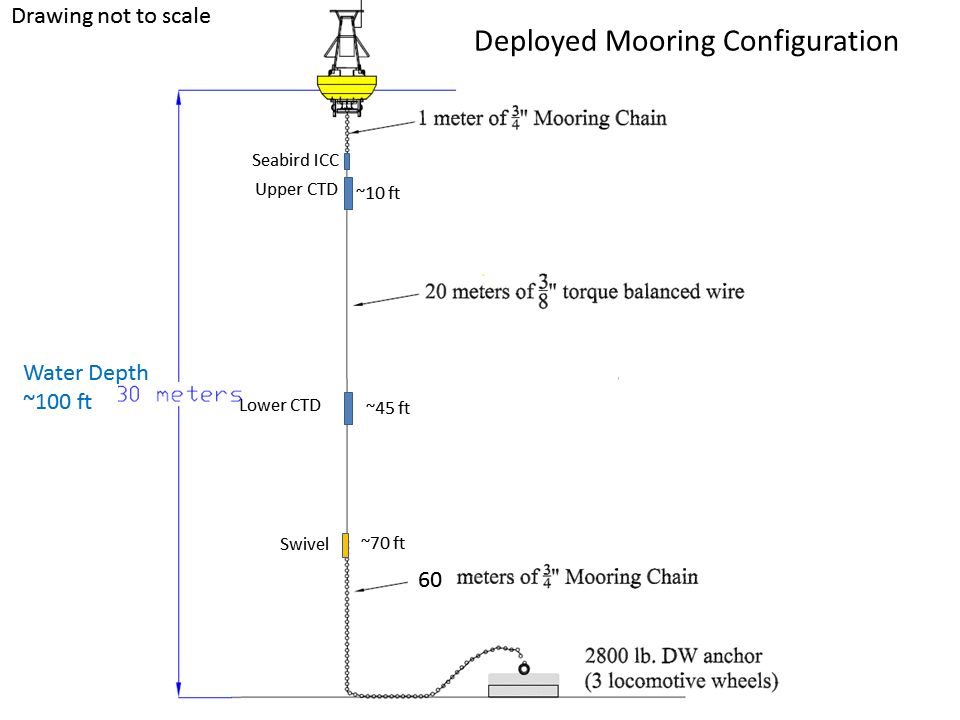 Drawing not to scale
Deployed Mooring Configuration
1 meter of 3/4" Mooring Chain
Seabird ICC
Upper CTD
~10 ft
20 meters of 3/8" torque balanced wire
Water Depth
~100 ft
30 meters
Lower CTD
~45 ft
Swivel
~70 ft
60 meters of 3/4" Mooring Chain
2800 lb. DW anchor
(3 locomotive wheels)